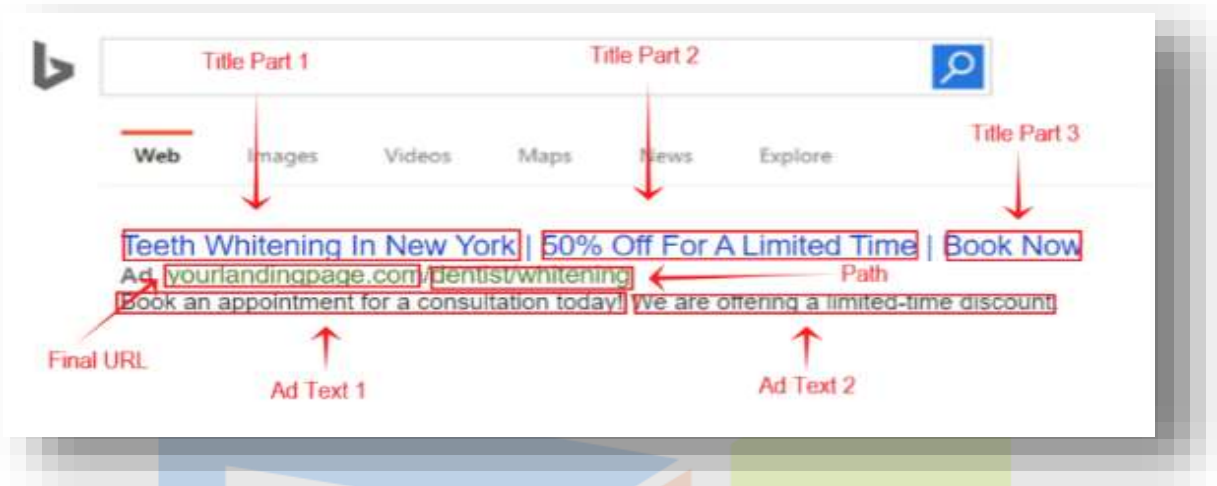 Title Part 1
Title Part 2
Title Part 3
Web Images Videos Maps News Explore
Teeth Whitening In New York | 50% Off For A Limited Time | Book Now
Ad yourlandingpage.com/dentist/whitening
Path
Book an appointment for a consultation today! We are offering a limited-time discount.
Final URL
Ad Text 1
Ad Text 2